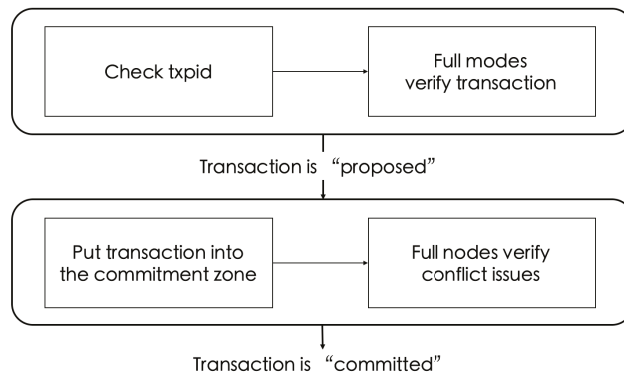 Check txpid
Full modes
verify transaction
Transaction is “proposed”
Put transaction into
the commitment zone
Full nodes verify
conflict issues
Transaction is “committed”